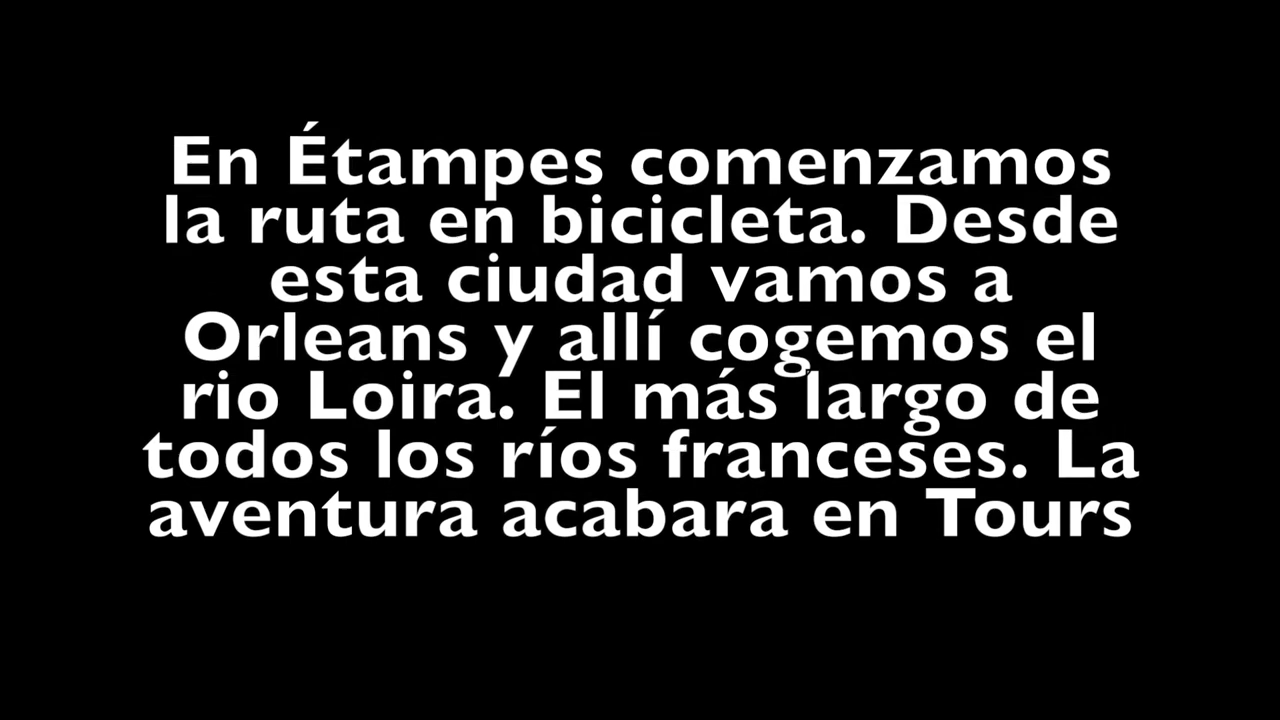 En Étampes comenzamos
la ruta en bicicleta. Desde
esta ciudad vamos a
Orleans y allí cogemos el
rio Loira. El más largo de
todos los ríos franceses. La
aventura acabara en Tours